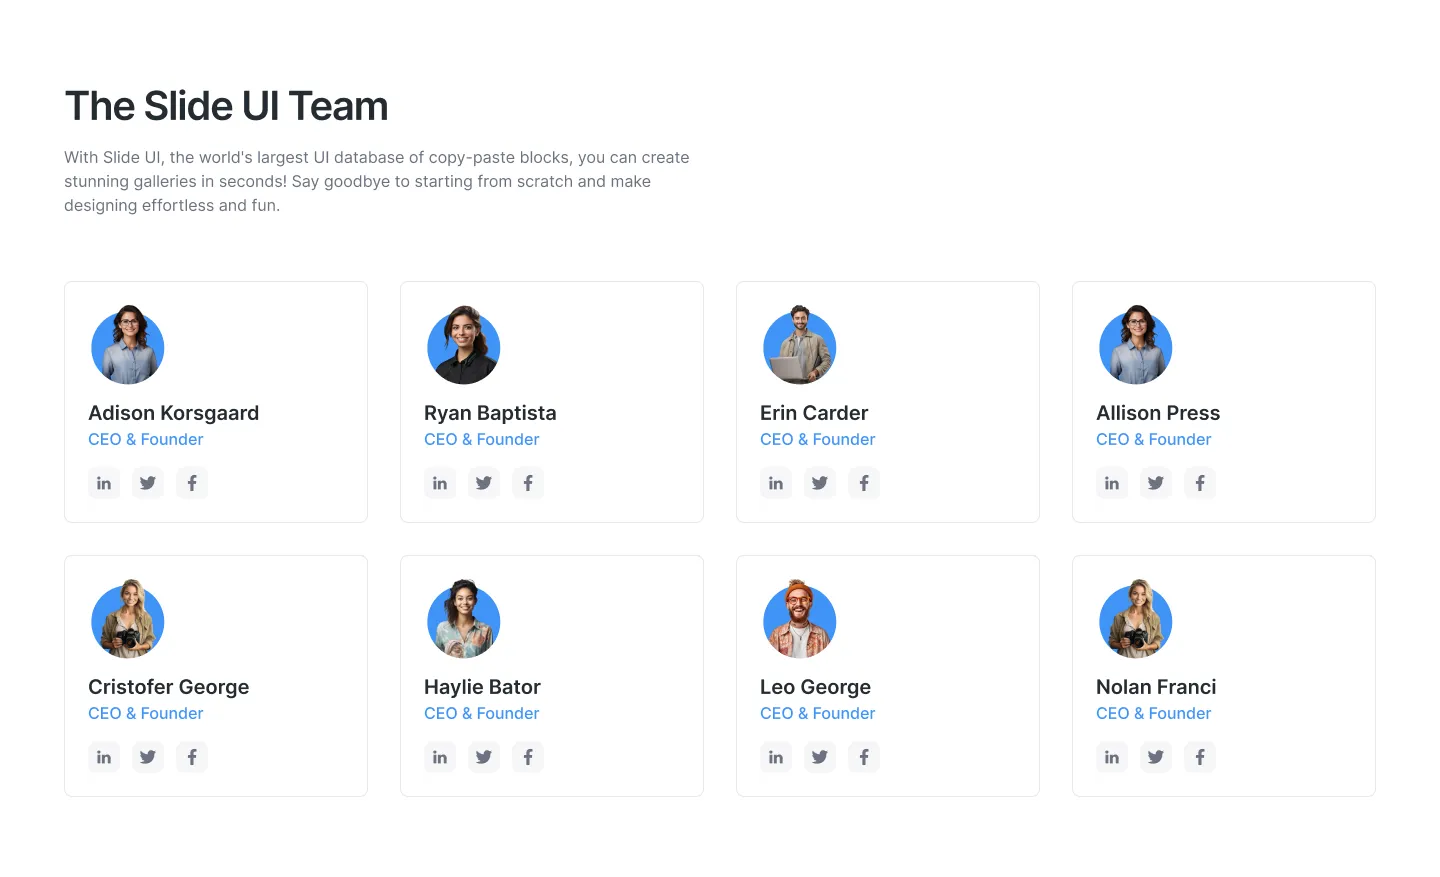 The Slide UI Team
With Slide UI, the world's largest UI database of copy-paste blocks, you can create
stunning galleries in seconds! Say goodbye to starting from scratch and make
designing effortless and fun.
Adison Korsgaard
CEO & Founder
in
Ryan Baptista
CEO & Founder
in
Erin Carder
CEO & Founder
in
Allison Press
CEO & Founder
in
Cristofer George
CEO & Founder
in
Haylie Bator
CEO & Founder
in
Leo George
CEO & Founder
in
Nolan Franci
CEO & Founder
in